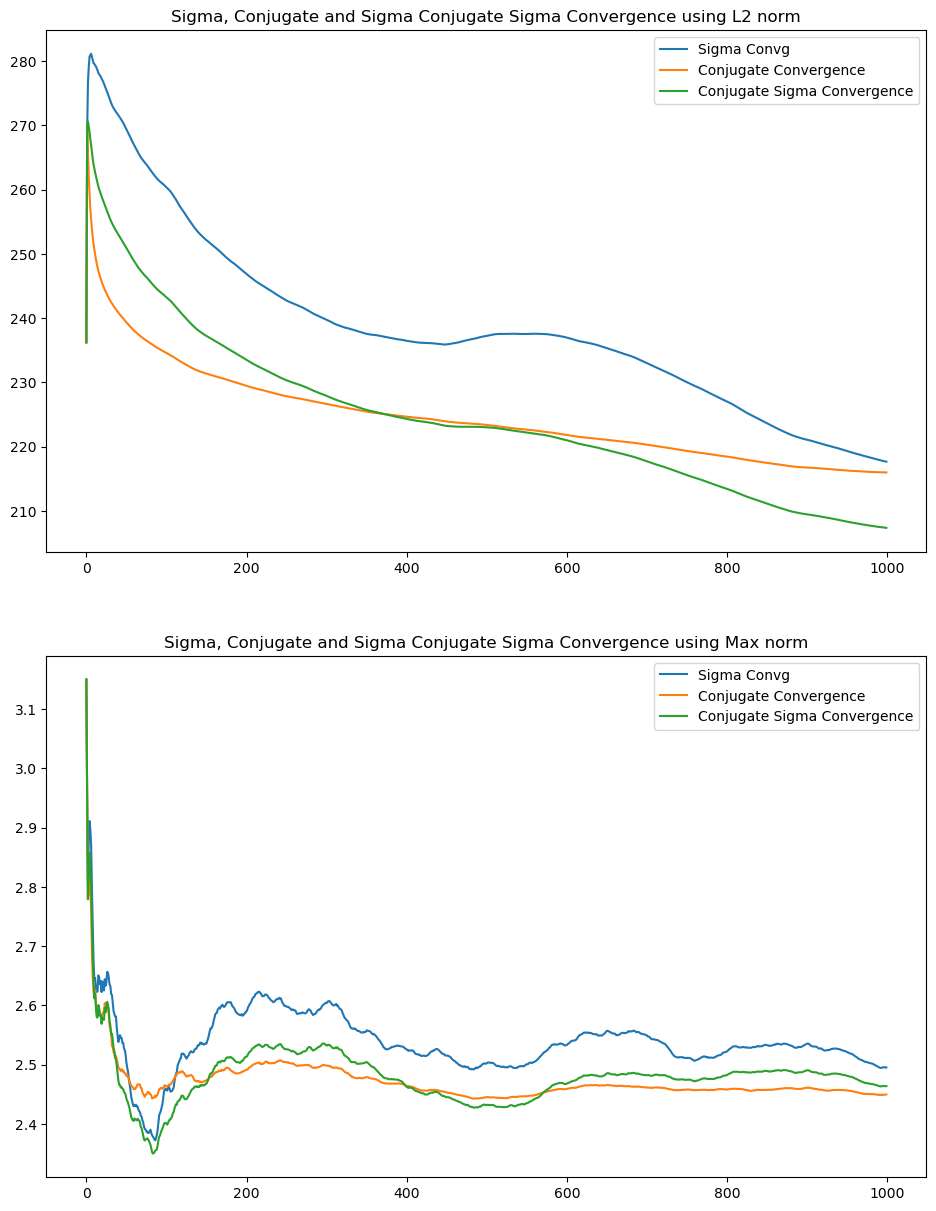 Sigma, Conjugate and Sigma Conjugate Sigma Convergence using L2 norm
Sigma Convg
Conjugate Convergence
Conjugate Sigma Convergence
280
270
260
250
240
230
220
210
0 200 400 600 800 1000
Sigma, Conjugate and Sigma Conjugate Sigma Convergence using Max norm
Sigma Convg
Conjugate Convergence
Conjugate Sigma Convergence
3.1
3.0
2.9
2.8
2.7
2.6
2.5
2.4
0 200 400 600 800 1000